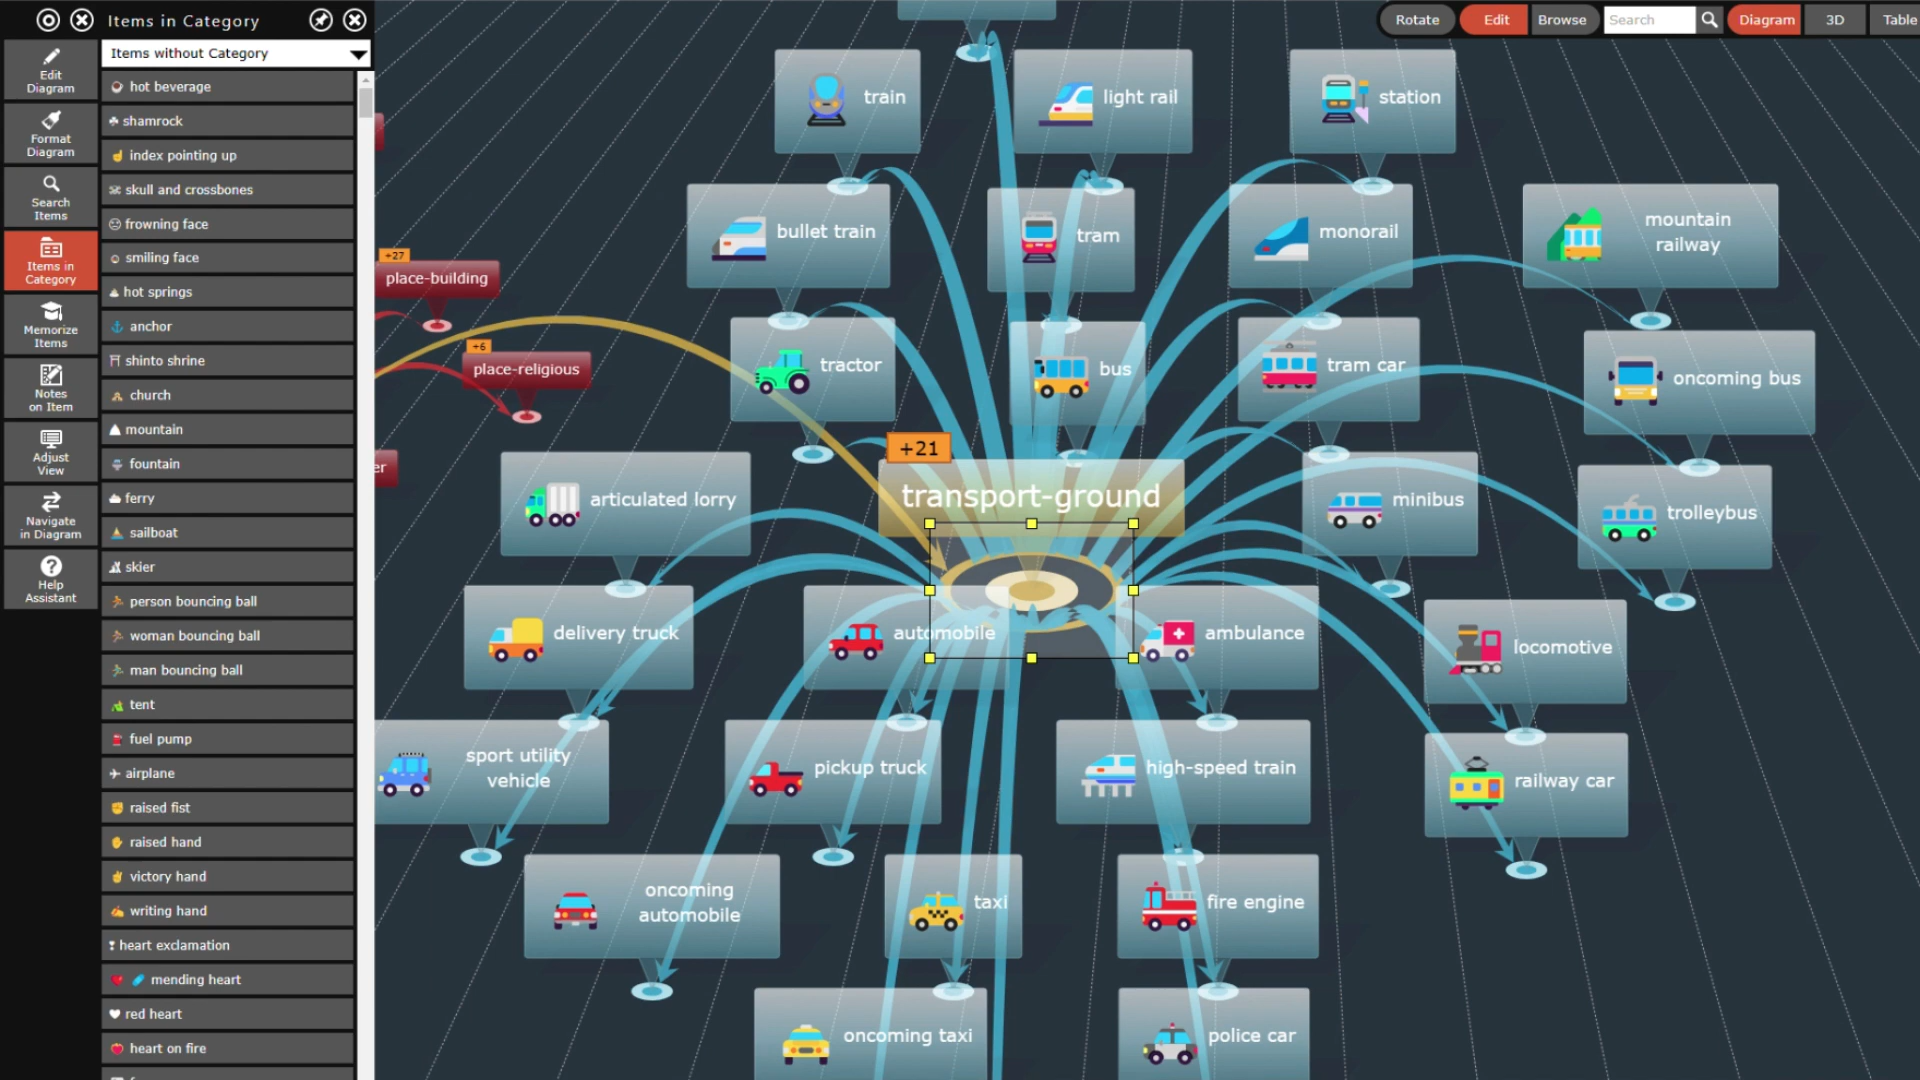 Items in Category
Rotate
Edit
Browse
Search
Diagram
3D
Table
Edit
Diagram
Format
Diagram
Search
Items
Items in
Category
Memorize
Items
Notes
on Item
Adjust
View
Navigate
in Diagram
Help
Assistant
Items without Category
hot beverage
shamrock
index pointing up
skull and crossbones
frowning face
smiling face
hot springs
anchor
shinto shrine
church
mountain
fountain
ferry
sailboat
skier
person bouncing ball
woman bouncing ball
man bouncing ball
tent
fuel pump
airplane
raised fist
raised hand
victory hand
writing hand
heart exclamation
mending heart
red heart
heart on fire
train
light rail
station
bullet train
tram
monorail
mountain
railway
+27
place-building
+6
place-religious
er
tractor
bus
tram car
oncoming bus
+21
transport-ground
articulated lorry
minibus
trolleybus
delivery truck
automobile
ambulance
locomotive
sport utility
vehicle
pickup truck
high-speed train
railway car
oncoming
automobile
taxi
fire engine
oncoming taxi
police car